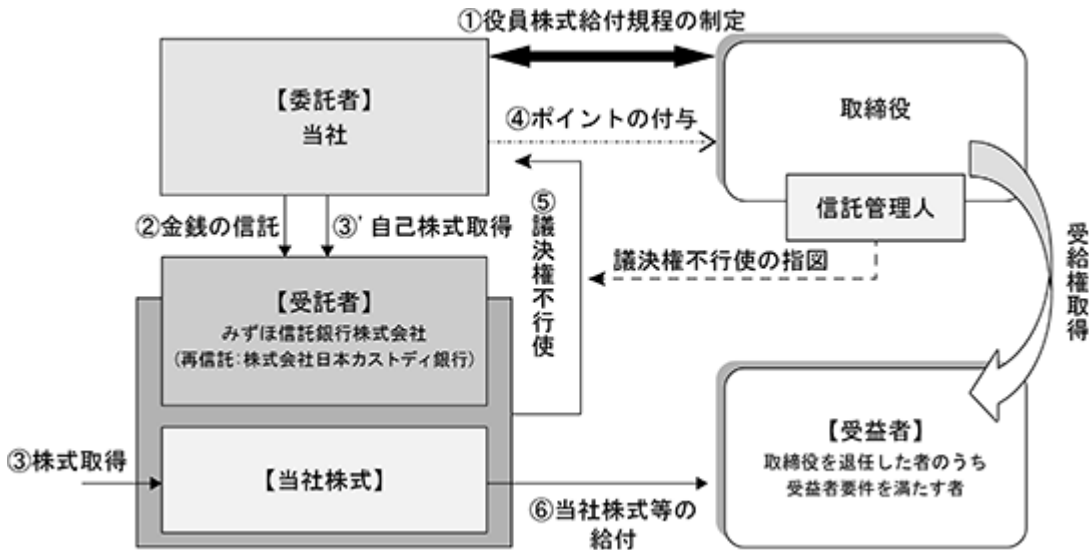 ①役員株式給付規程の制定
【委託者】
当社
④ポイントの付与
取締役
信託管理人
②金銭の信託
③' 自己株式取得
⑤議決権不行使
議決権不行使の指図
受給権取得
【受託者】
みずほ信託銀行株式会社
(再信託:株式会社日本カストディ銀行)
③株式取得
【当社株式】
⑥当社株式等の
給付
【受益者】
取締役を退任した者のうち
受益者要件を満たす者